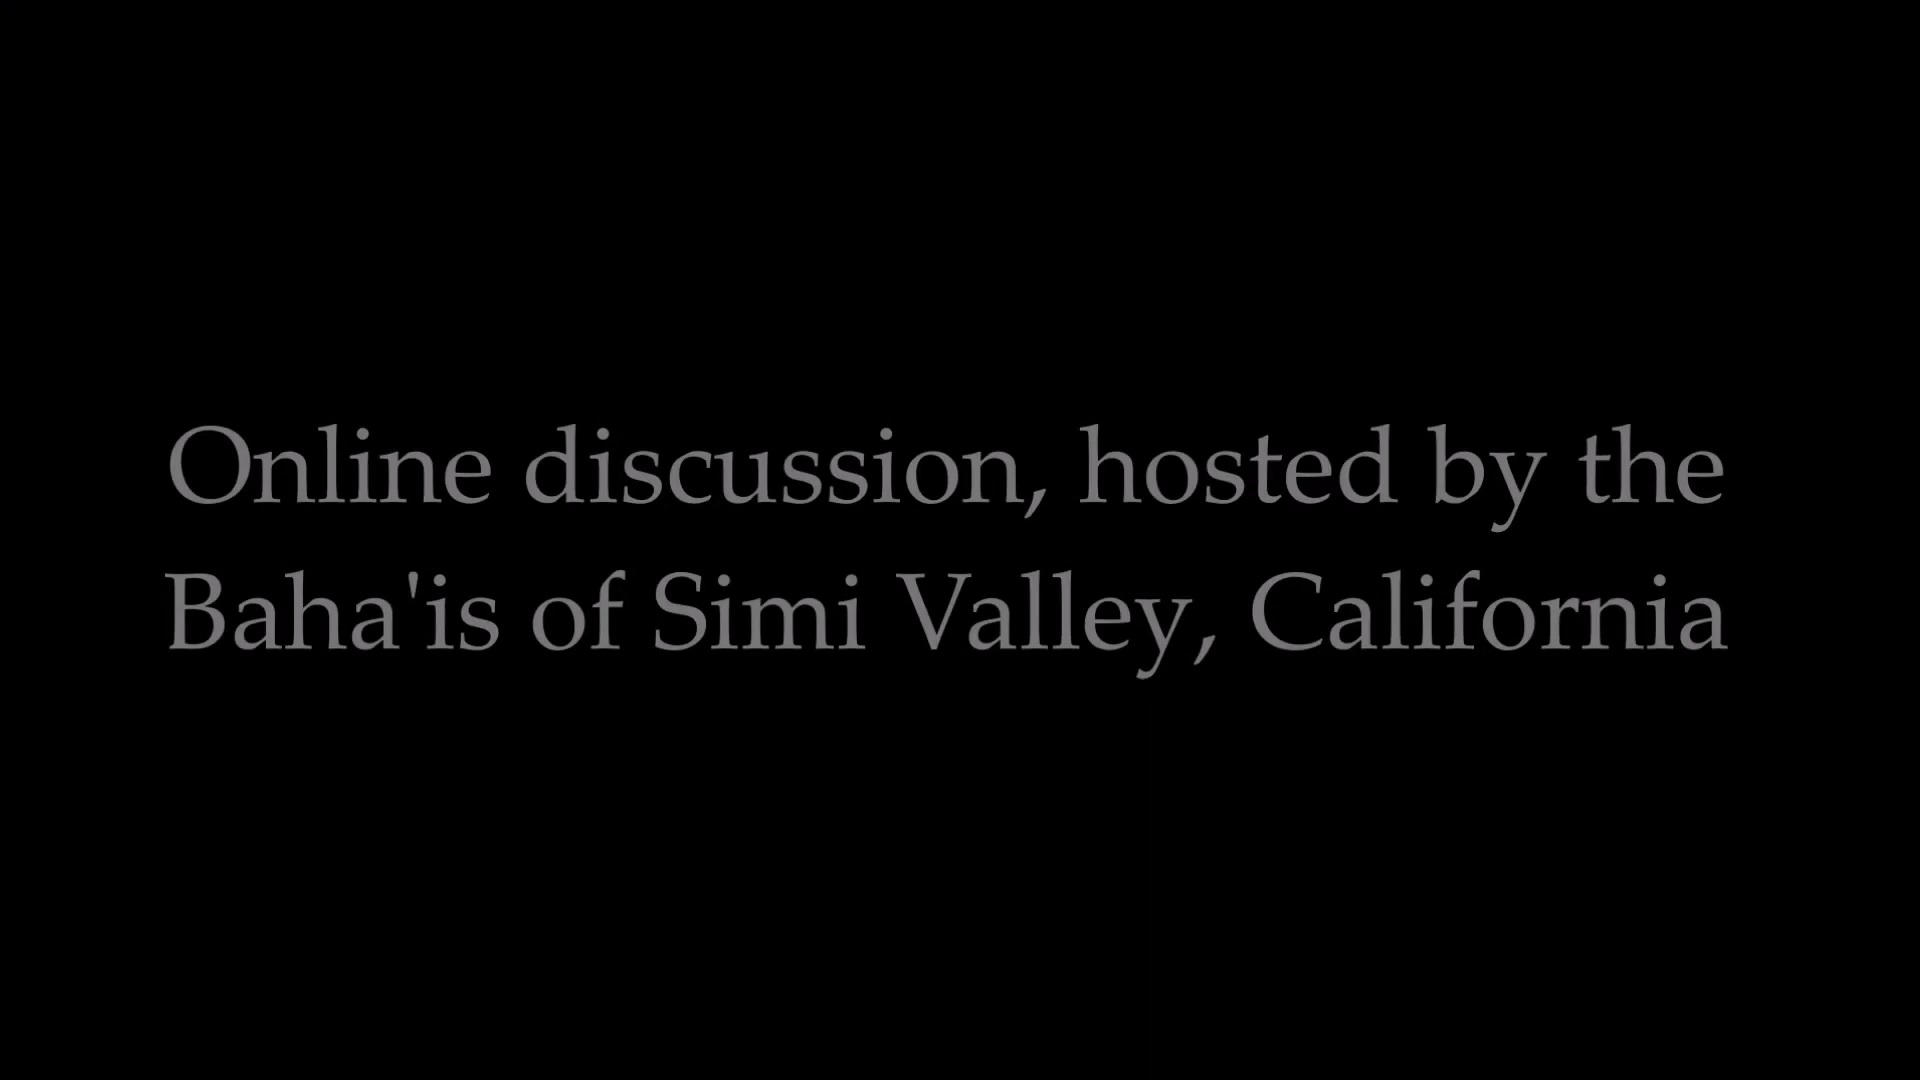 Online discussion, hosted by the
Baha'is of Simi Valley, California